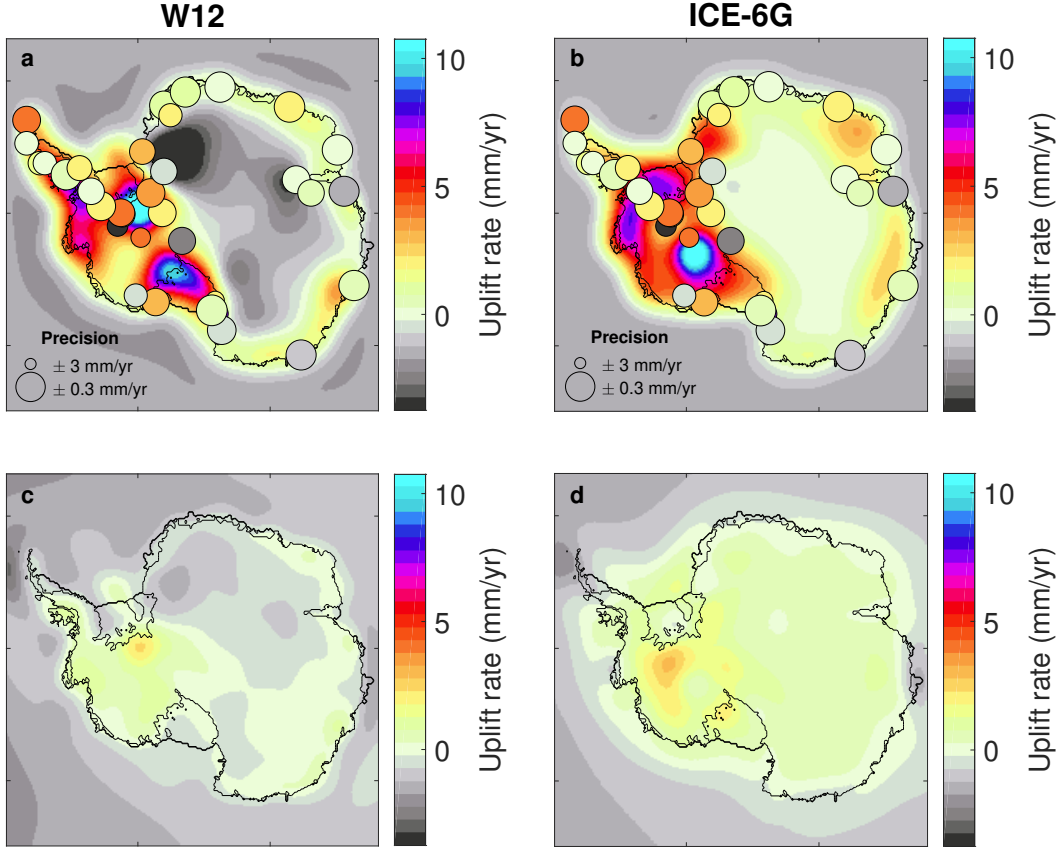 W12
ICE-6G
a
10
5
0
Uplift rate (mm/yr)
Precision
± 3 mm/yr
± 0.3 mm/yr
b
10
5
0
Uplift rate (mm/yr)
Precision
± 3 mm/yr
± 0.3 mm/yr
c
10
5
0
Uplift rate (mm/yr)
d
10
5
0
Uplift rate (mm/yr)